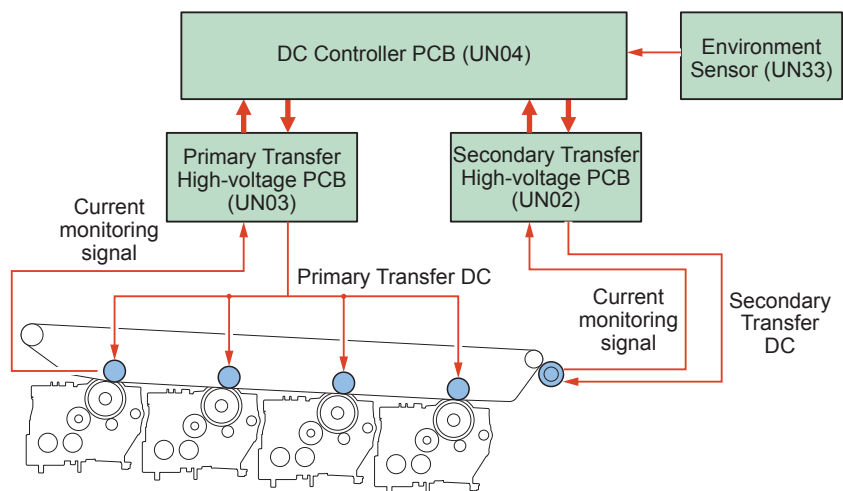 DC Controller PCB (UN04)
Environment
Sensor (UN33)
Primary Transfer
High-voltage PCB
(UN03)
Secondary Transfer
High-voltage PCB
(UN02)
Current
monitoring
signal
Primary Transfer DC
Current
monitoring
signal
Secondary
Transfer
DC